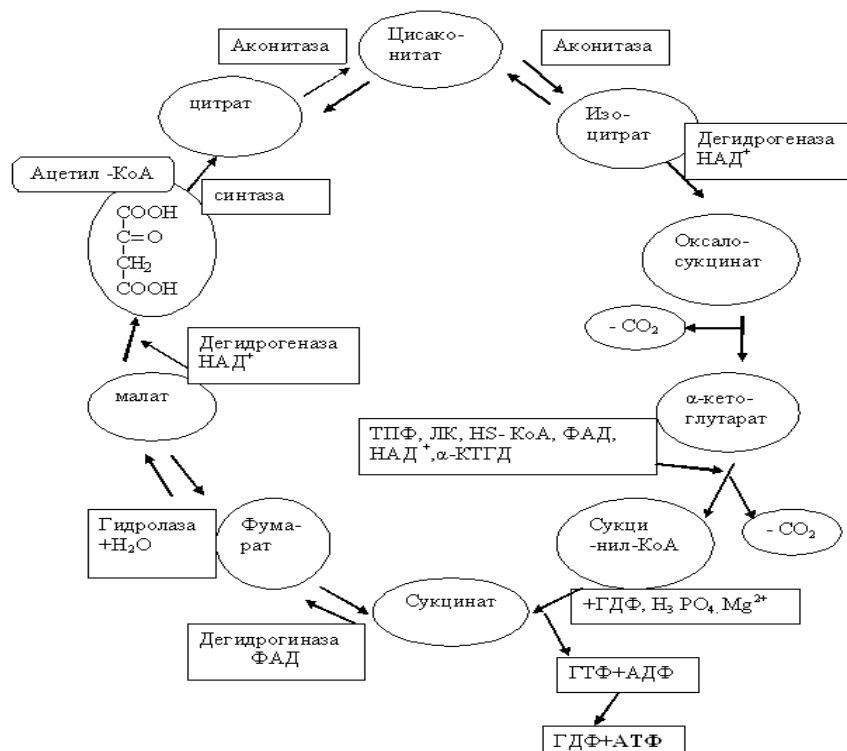 Цисако-
нитат
Аконитаза
Аконитаза
цитрат
Изо-
цитрат
Дегидрогеназа
НАД⁺
Ацетил -КоА
синтаза
COOH
C=O
CH₂
COOH
Оксало-
сукцинат
- CO₂
Дегидрогеназа
НАД⁺
малат
α-кето-
глутарат
ТПФ, ЛК, HS- КоА, ФАД,
НАД ⁺,α-КТГД
Гидролаза
+H₂O
Фума-
рат
Сукци
-нил-КоА
- CO₂
Сукцинат
+ГДФ, H₃ PO₄. Mg²⁺
Дегидрогиназа
ФАД
ГТФ+АДФ
ГДФ+АТФ